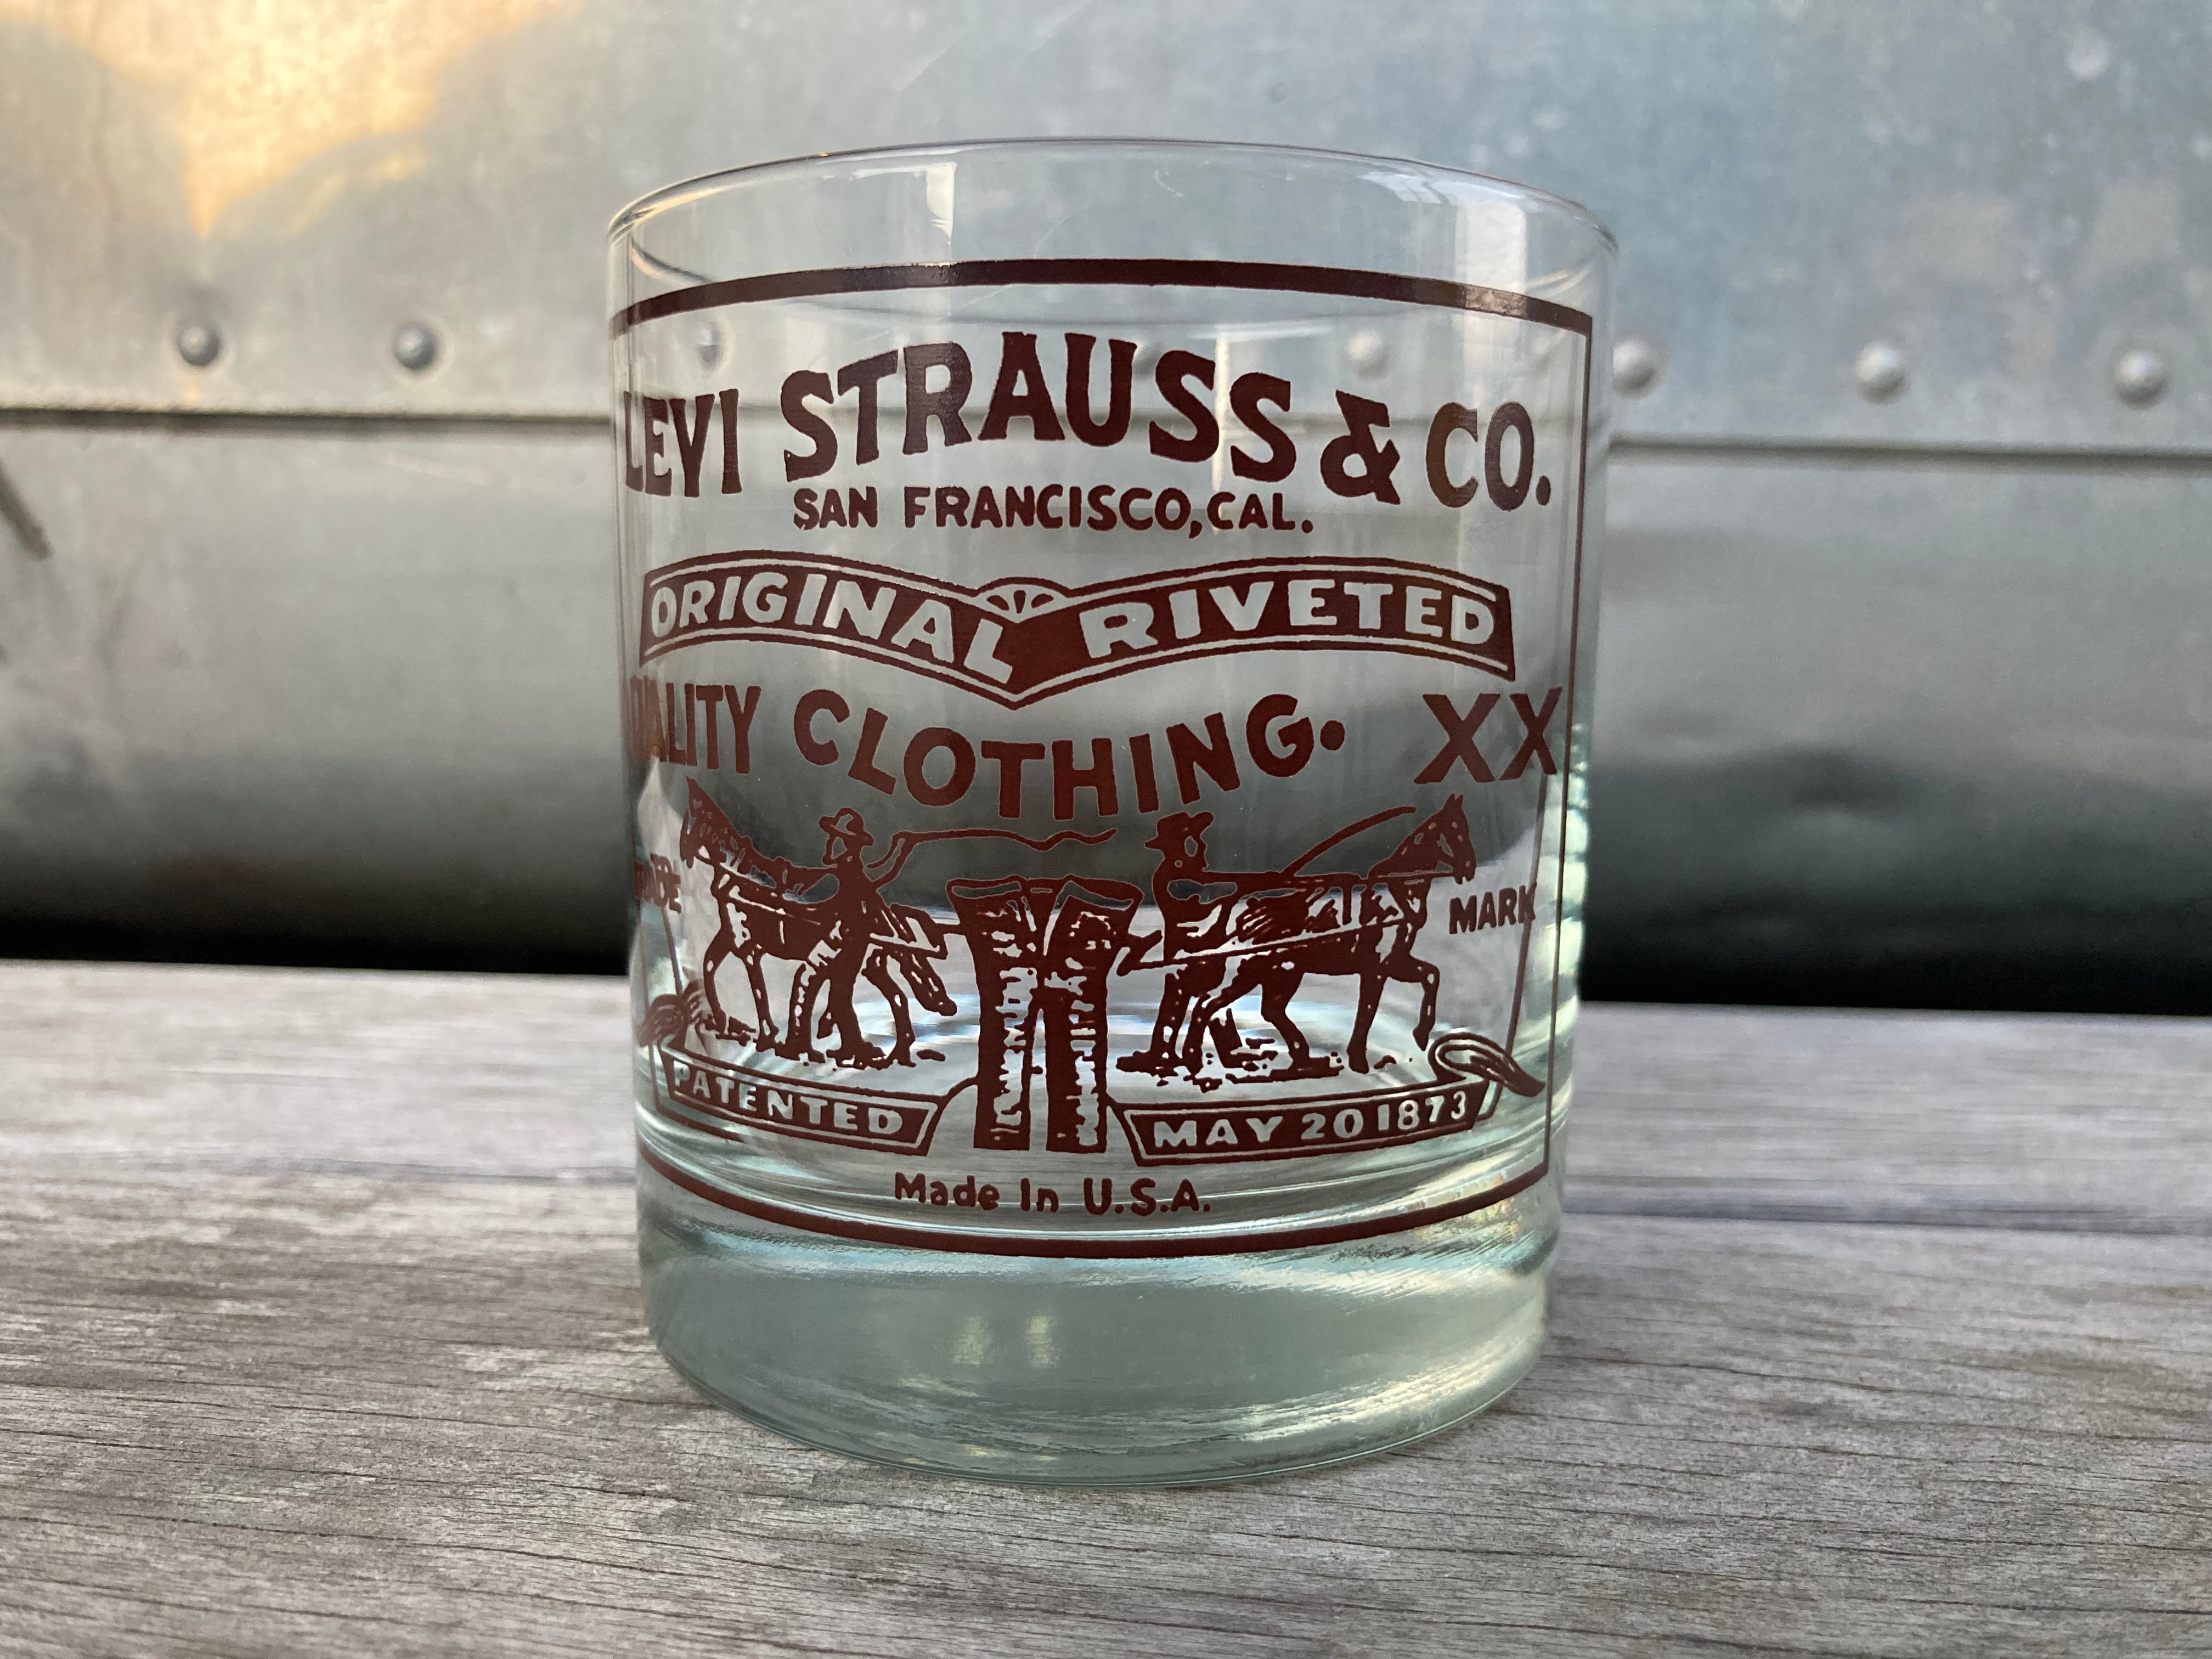 LEVI STRAUSS & CO.
SAN FRANCISCO, CAL.
ORIGINAL RIVETED
QUALITY CLOTHING. XX
TRADE MARK
PATENTED MAY 20 1873
Made In U.S.A.